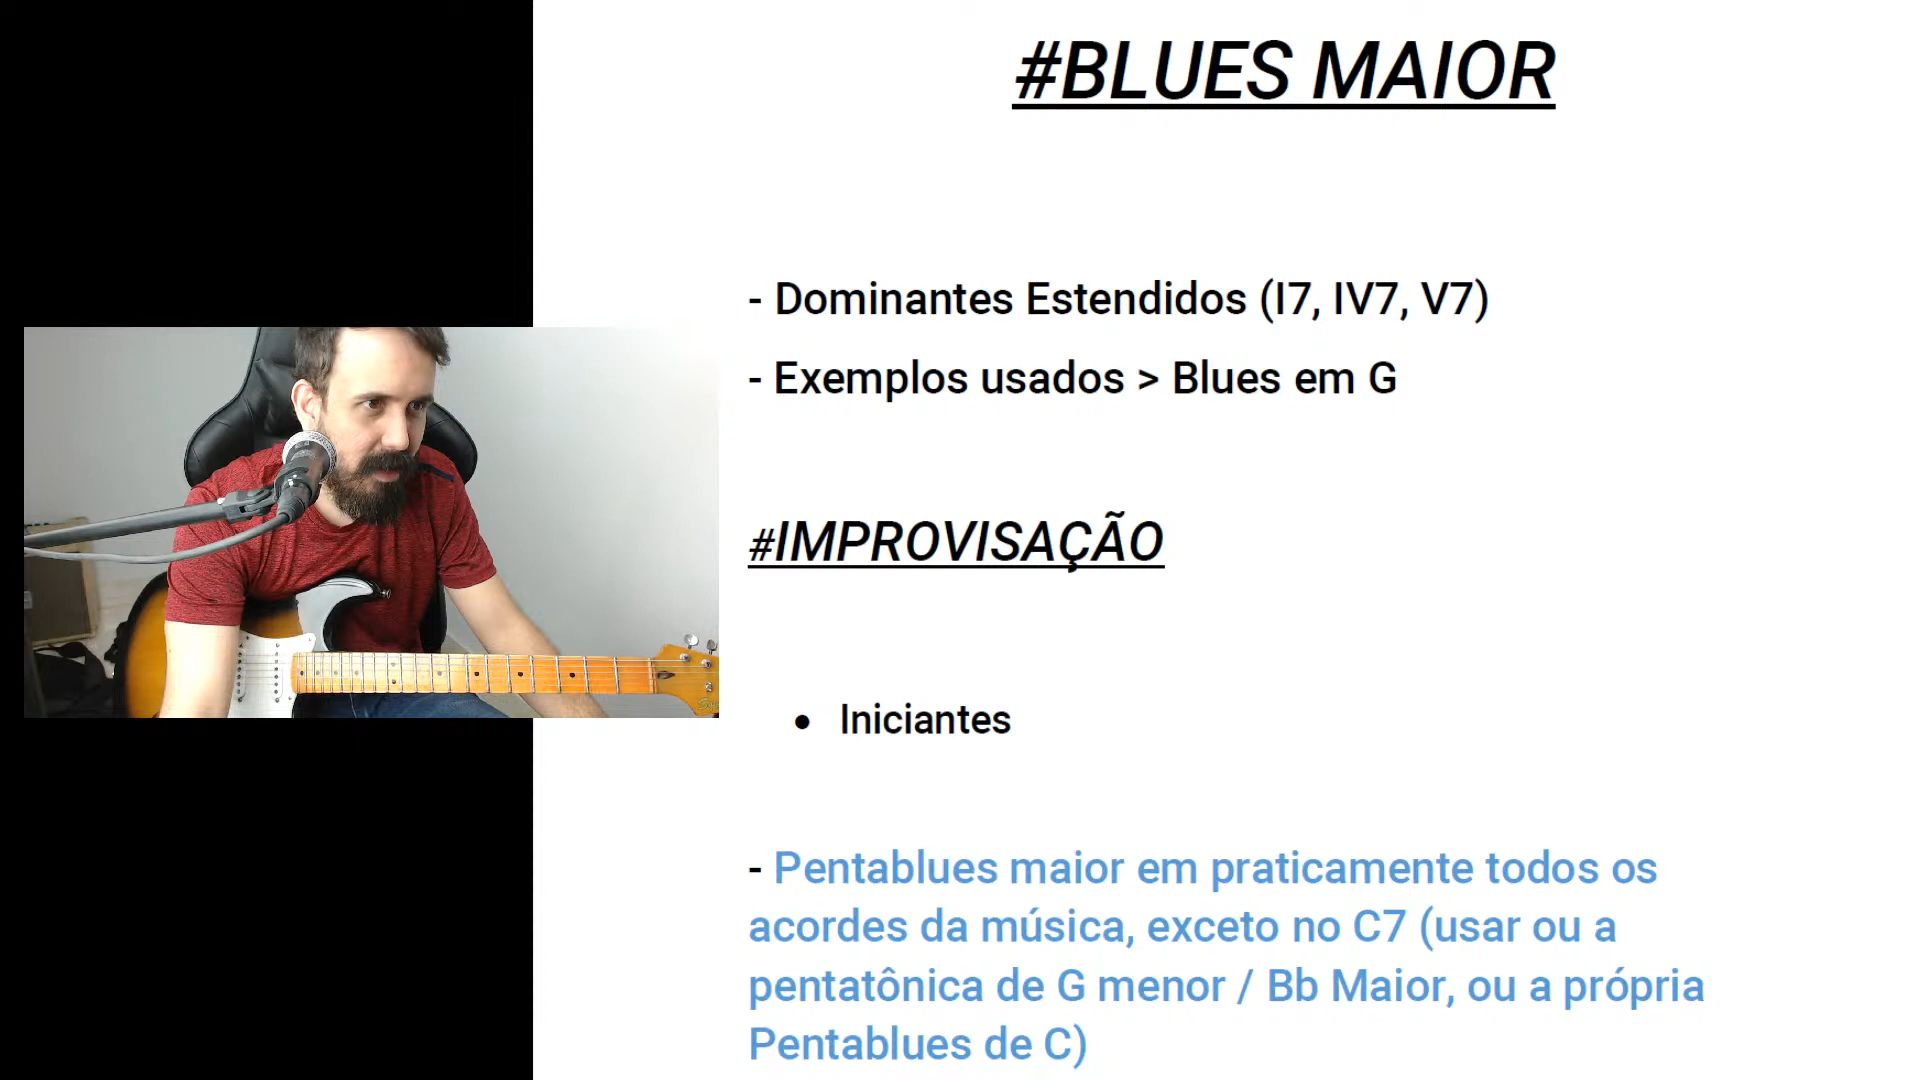 #BLUES MAIOR
- Dominantes Estendidos (I7, IV7, V7)
- Exemplos usados > Blues em G
#IMPROVISAÇÃO
• Iniciantes
- Pentablues maior em praticamente todos os
acordes da música, exceto no C7 (usar ou a
pentatônica de G menor / Bb Maior, ou a própria
Pentablues de C)